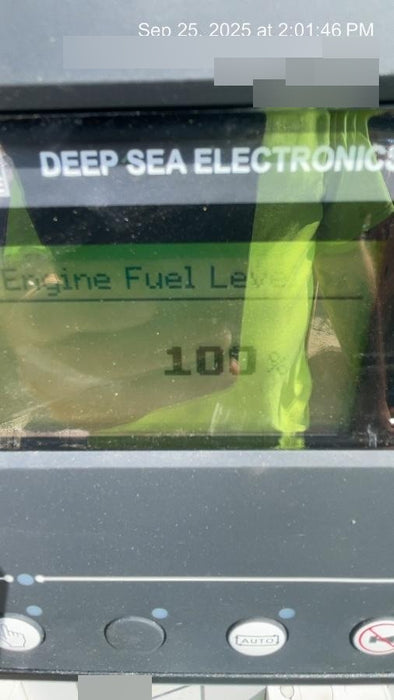 Sep 25, 2025 at 2:01:46 PM
DEEP SEA ELECTRONICS
Engine Fuel Level
100 %
AUTO